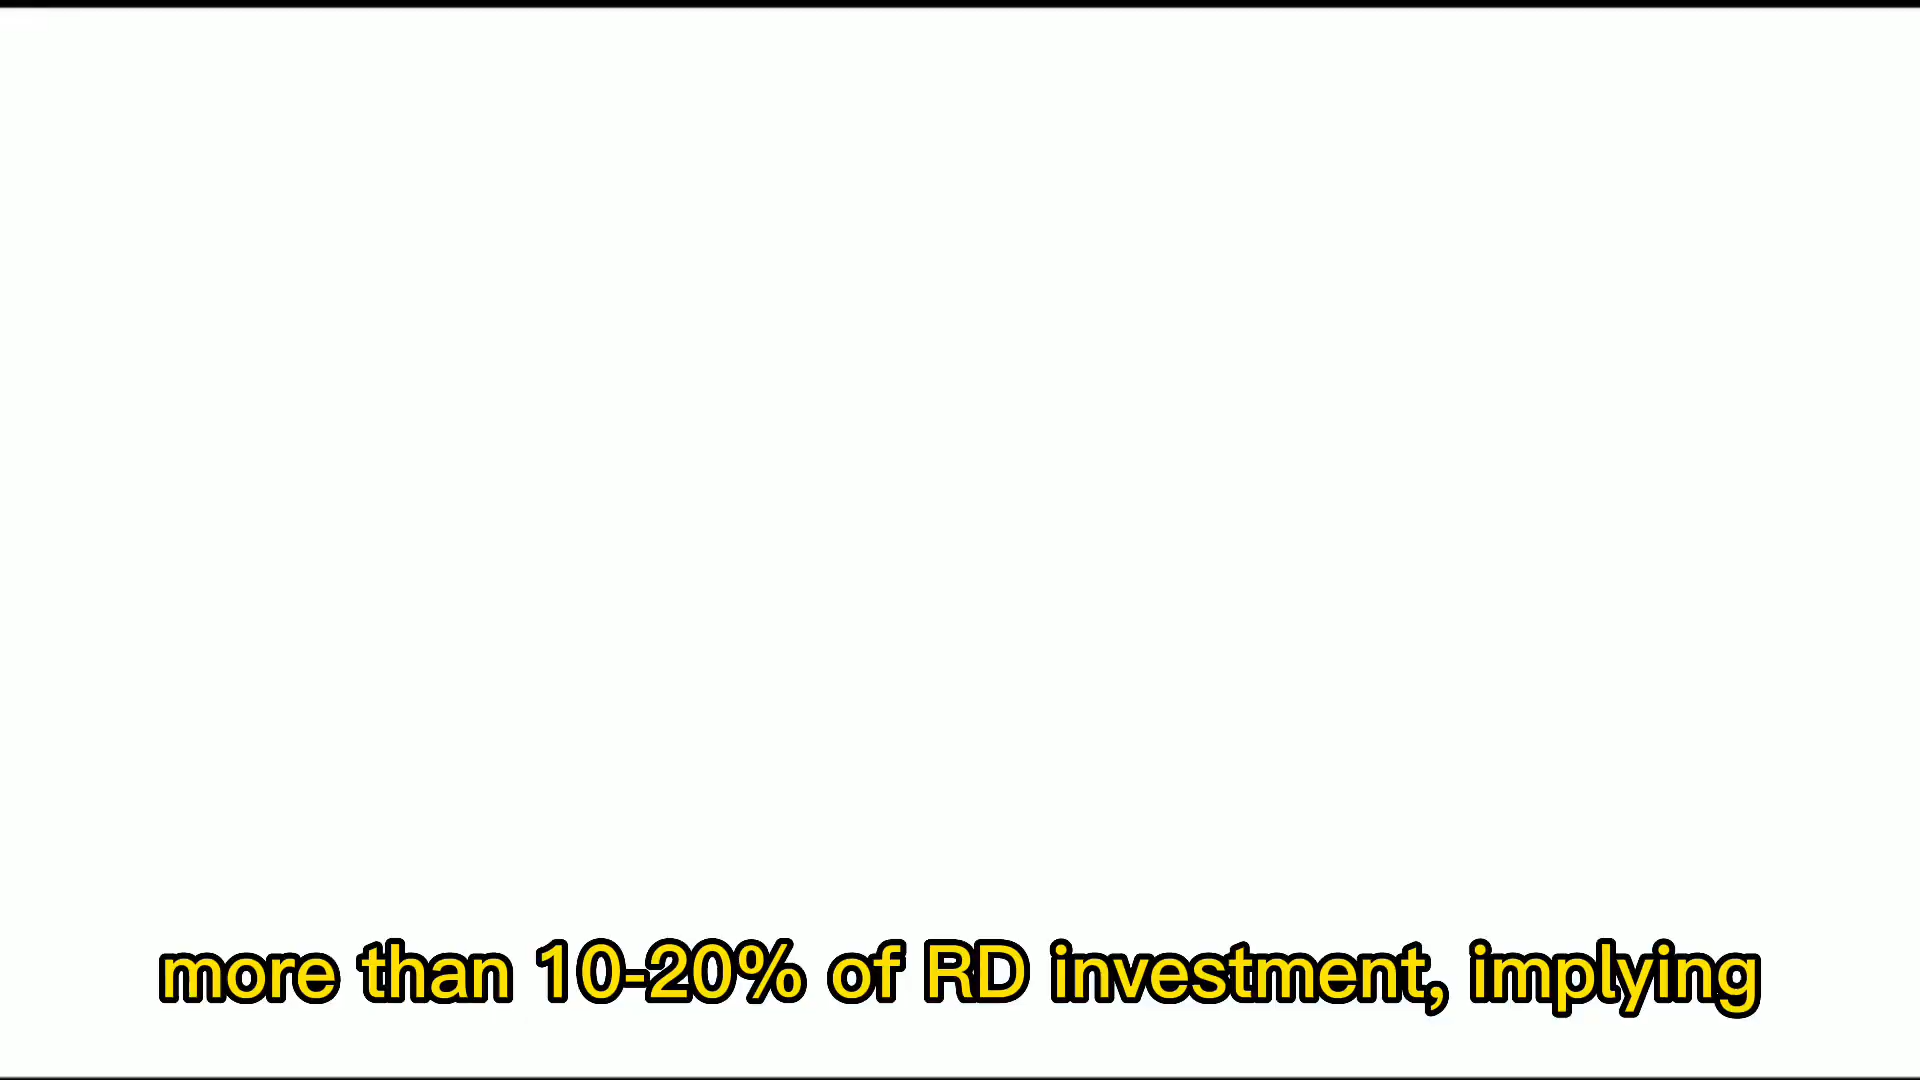 more than 10-20% of RD investment, implying